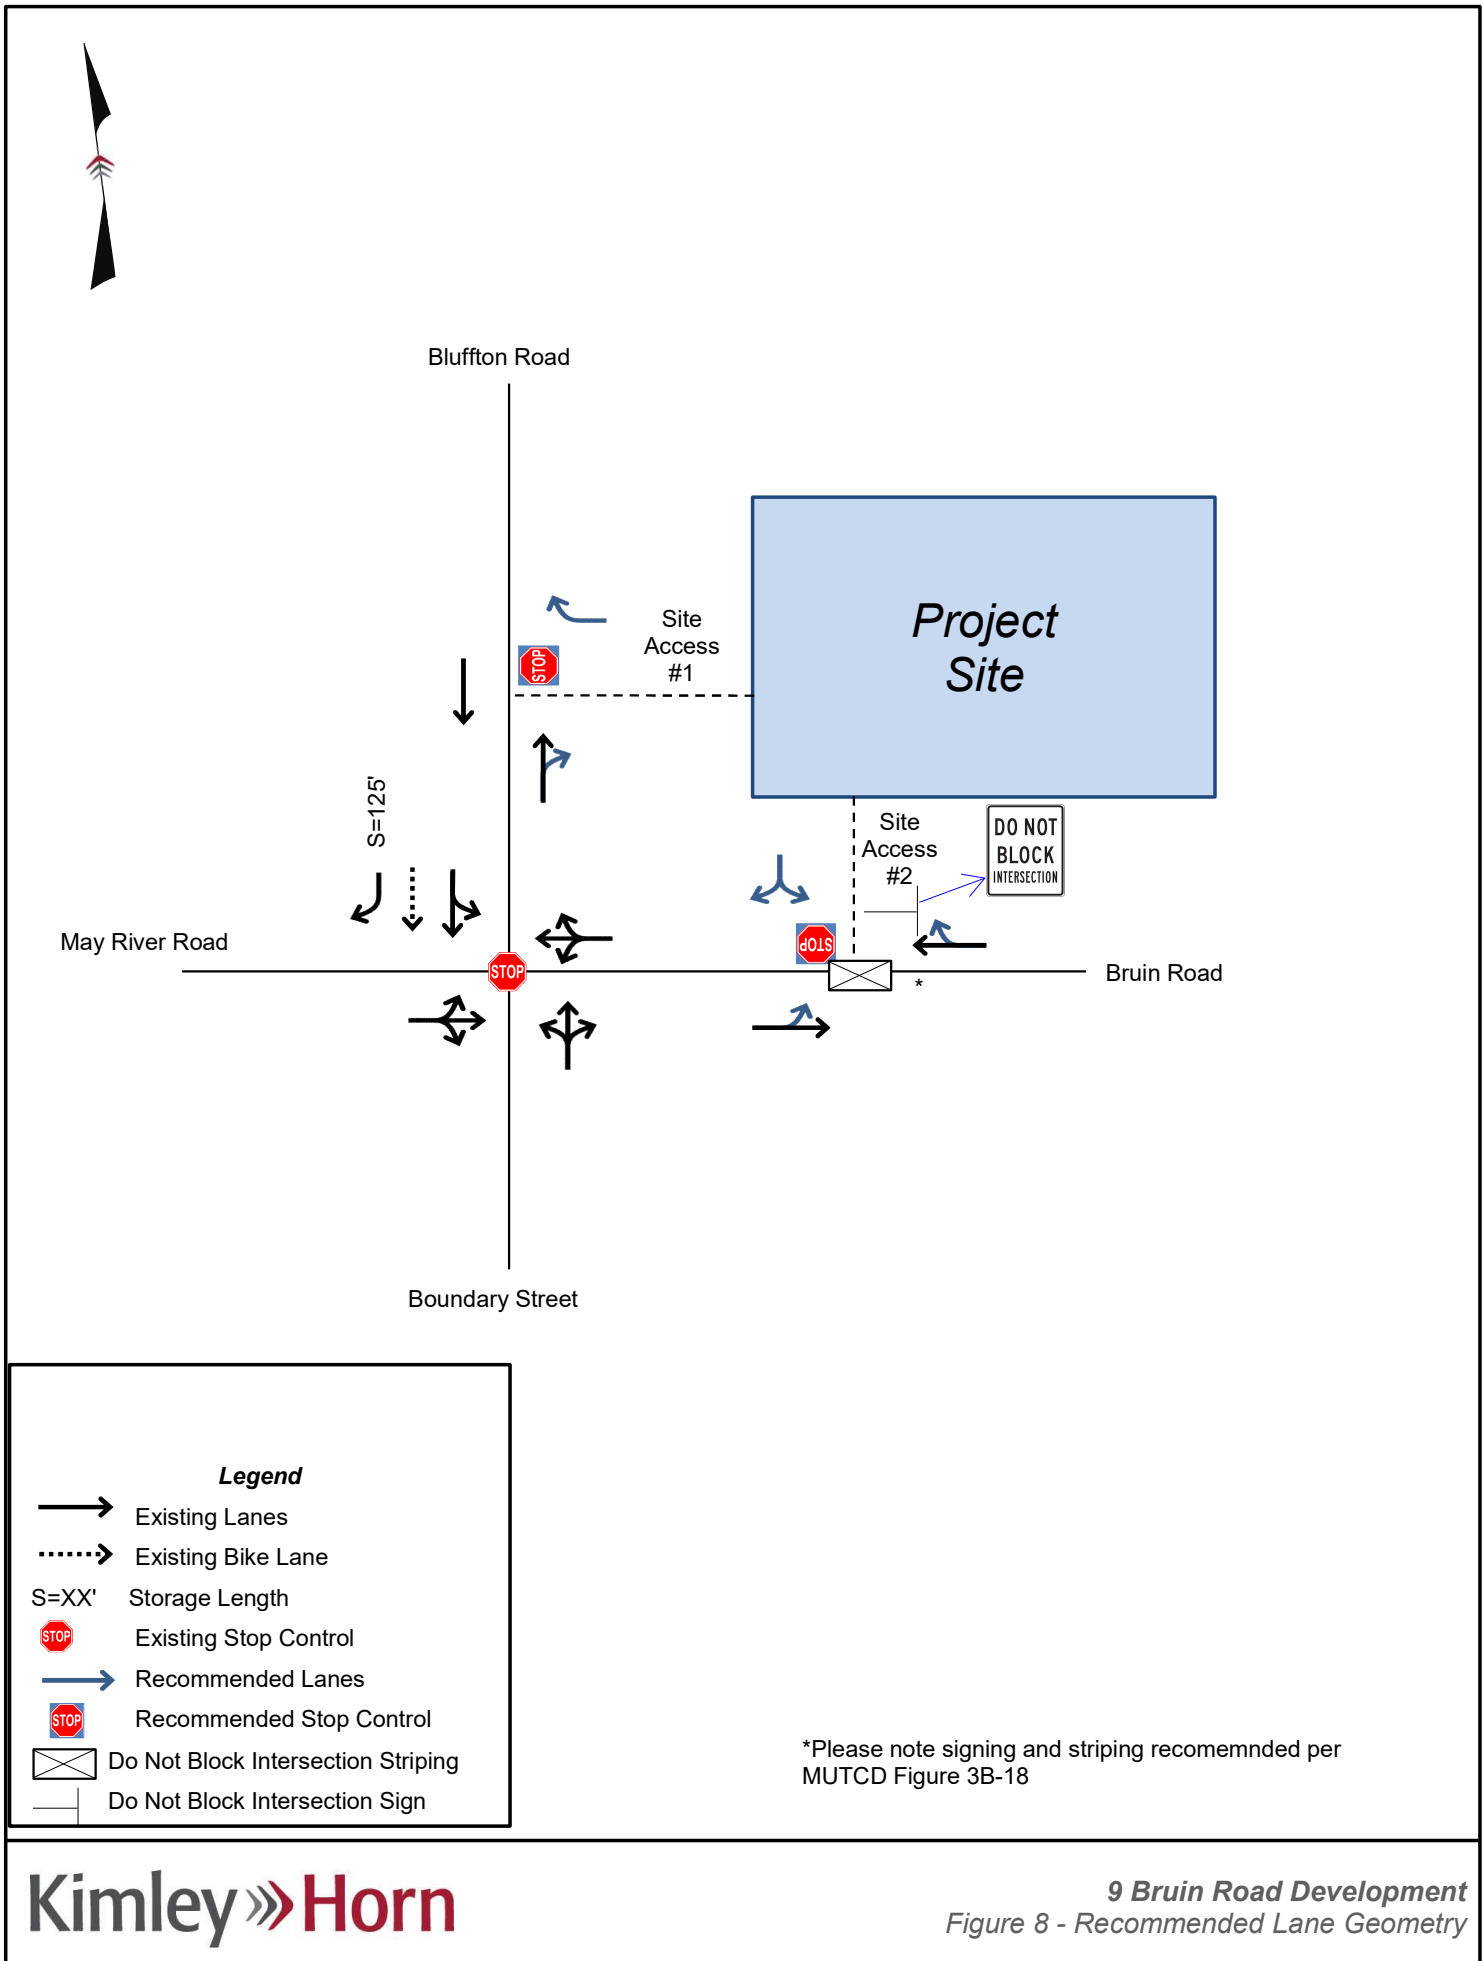 Bluffton Road
Project
Site
Site
Access
#1
STOP
S=125'
Site
Access
#2
DO NOT
BLOCK
INTERSECTION
May River Road
STOP
STOP
Bruin Road
*
Boundary Street
Legend
Existing Lanes
Existing Bike Lane
S=XX' Storage Length
STOP Existing Stop Control
Recommended Lanes
STOP Recommended Stop Control
Do Not Block Intersection Striping
Do Not Block Intersection Sign
*Please note signing and striping recomemnded per
MUTCD Figure 3B-18
Kimley»Horn
9 Bruin Road Development
Figure 8 - Recommended Lane Geometry